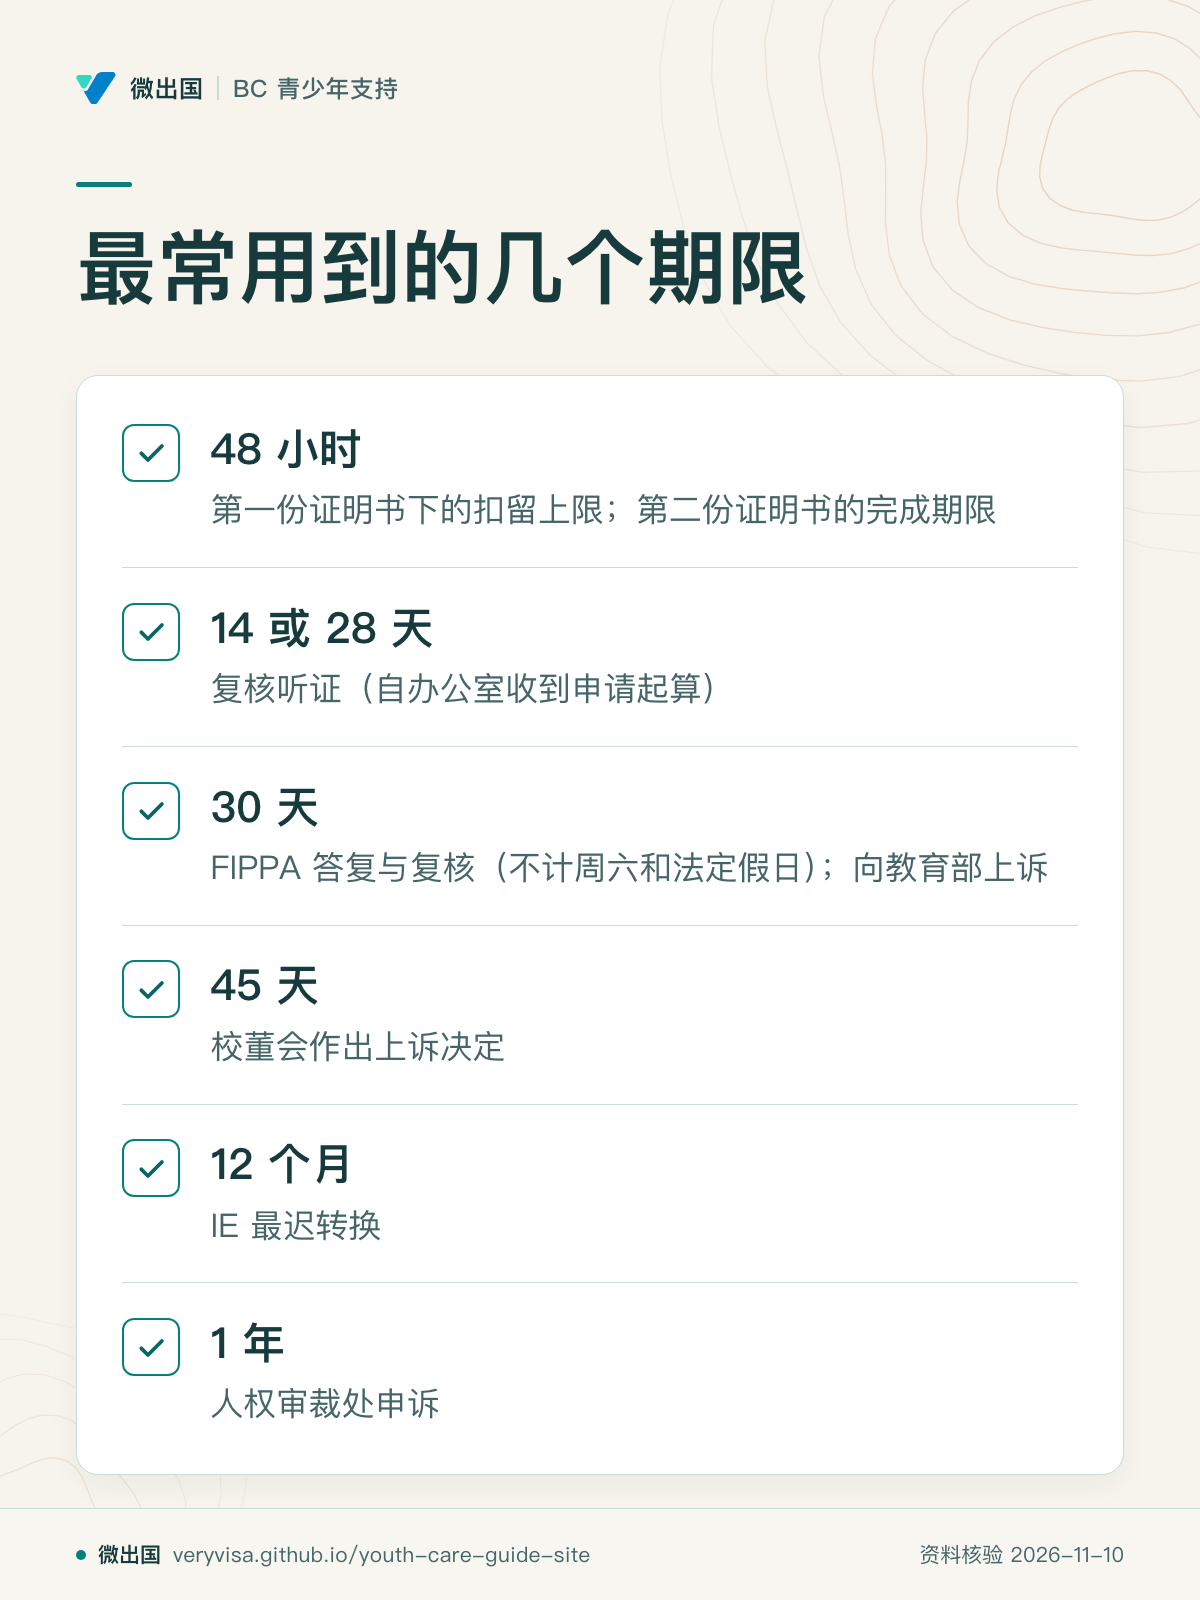 微出国 | BC 青少年支持
最常用到的几个期限
48 小时
第一份证明书下的扣留上限；第二份证明书的完成期限
14 或 28 天
复核听证（自办公室收到申请起算）
30 天
FIPPA 答复与复核（不计周六和法定假日）；向教育部上诉
45 天
校董会作出上诉决定
12 个月
IE 最迟转换
1 年
人权审裁处申诉
微出国 veryvisa.github.io/youth-care-guide-site
资料核验 2026-11-10